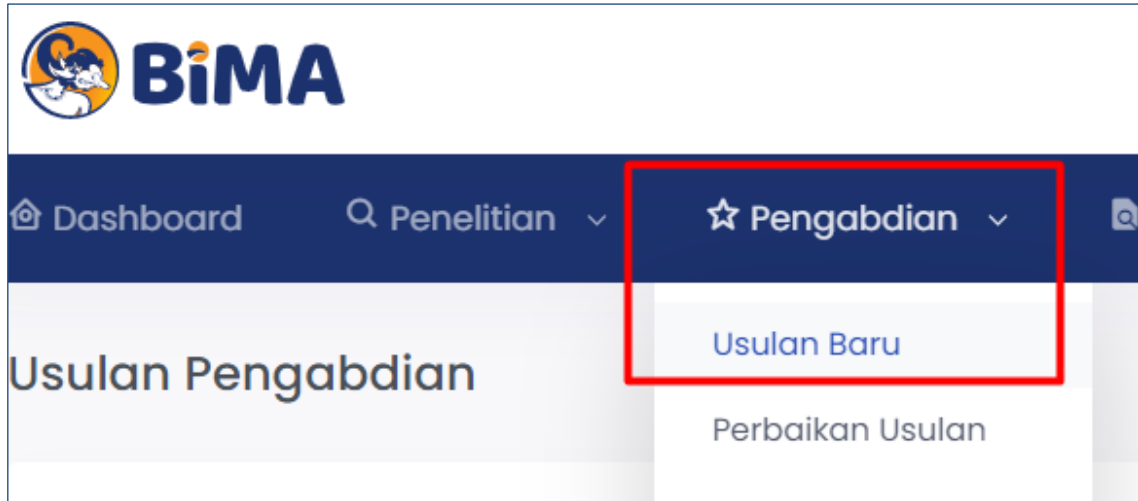 BiMA
Dashboard Penelitian Pengabdian
Usulan Baru
Usulan Pengabdian
Perbaikan Usulan